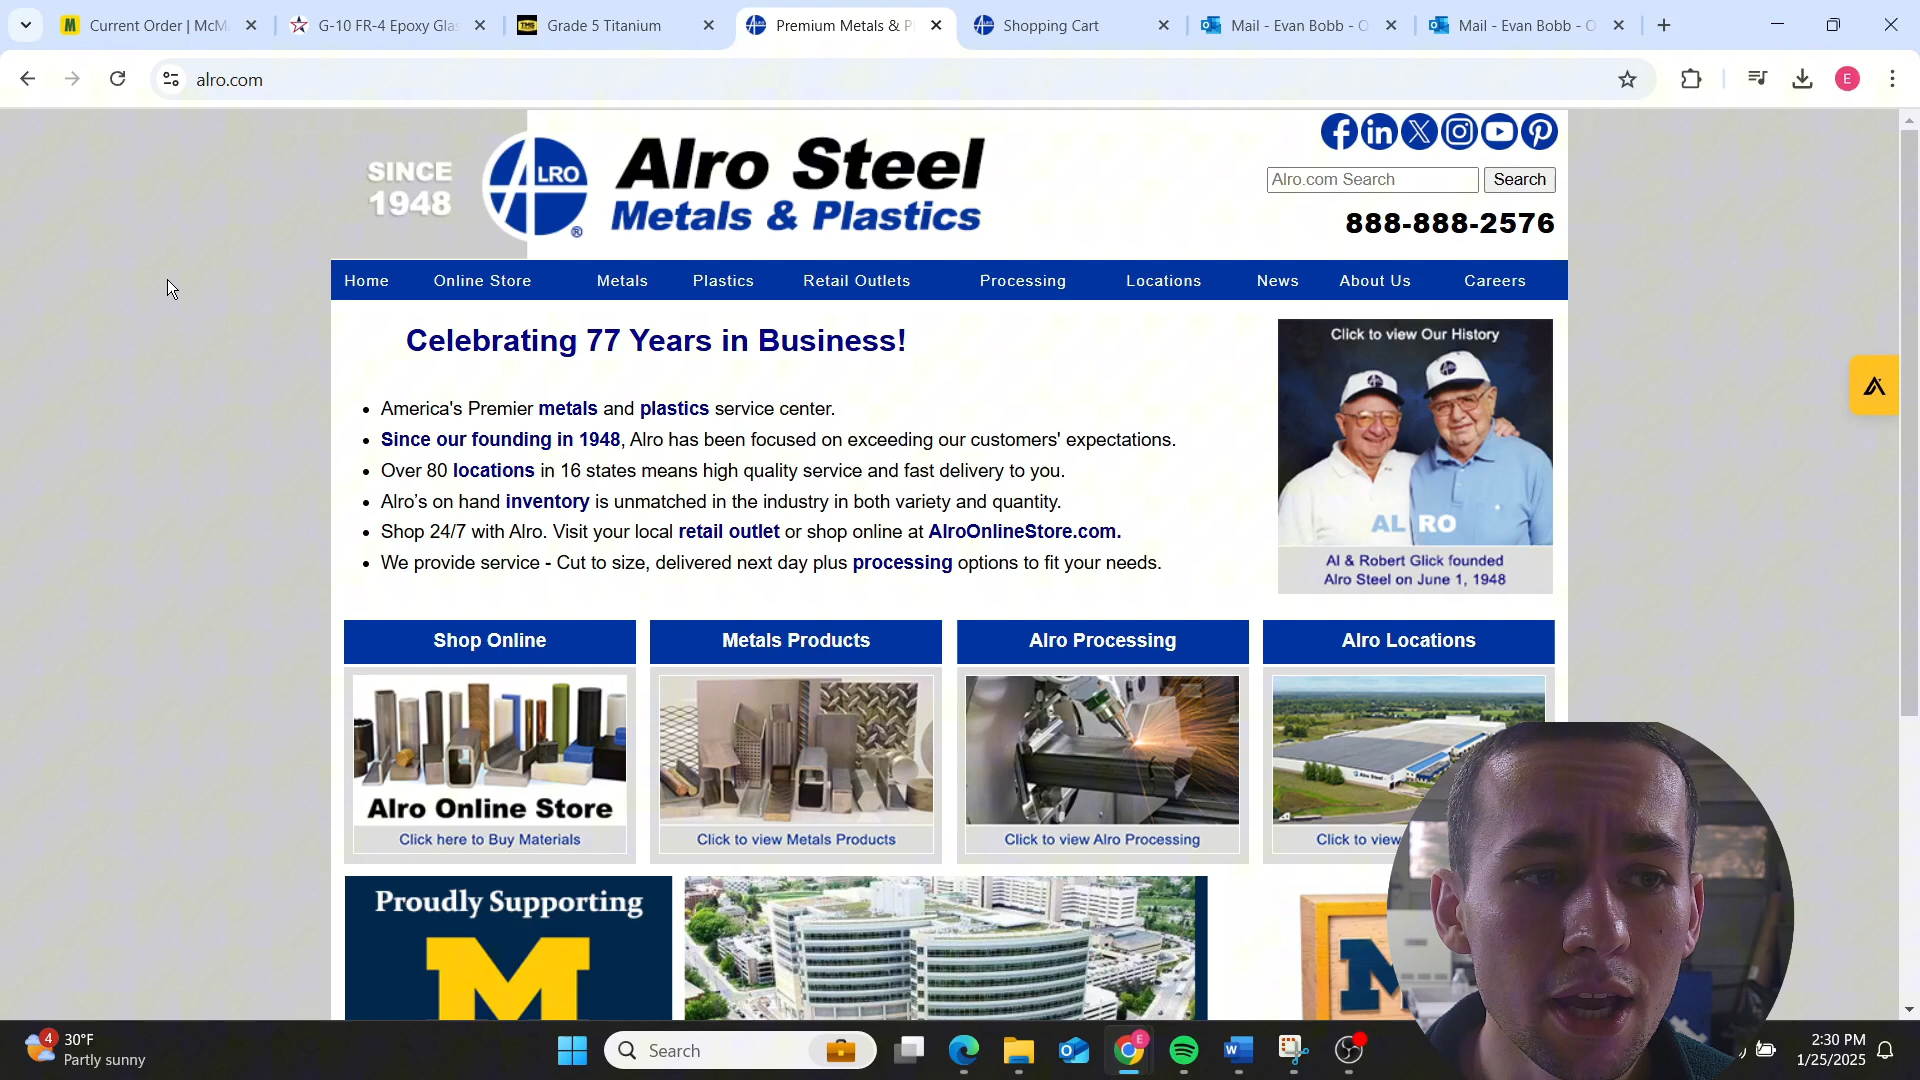 Current Order | McM
G-10 FR-4 Epoxy Gla
Grade 5 Titanium
Premium Metals & P
Shopping Cart
Mail - Evan Bobb - O
Mail - Evan Bobb - O
alro.com
E
SINCE
1948
ALRO
Alro Steel
Metals & Plastics
Alro.com Search
Search
888-888-2576
Home
Online Store
Metals
Plastics
Retail Outlets
Processing
Locations
News
About Us
Careers
Celebrating 77 Years in Business!
• America's Premier metals and plastics service center.
• Since our founding in 1948, Alro has been focused on exceeding our customers' expectations.
• Over 80 locations in 16 states means high quality service and fast delivery to you.
• Alro's on hand inventory is unmatched in the industry in both variety and quantity.
• Shop 24/7 with Alro. Visit your local retail outlet or shop online at AlroOnlineStore.com.
• We provide service - Cut to size, delivered next day plus processing options to fit your needs.
Click to view Our History
AL RO
Al & Robert Glick founded
Alro Steel on June 1, 1948
Shop Online
Metals Products
Alro Processing
Alro Locations
Alro Online Store
Click here to Buy Materials
Click to view Metals Products
Click to view Alro Processing
Click to view
Proudly Supporting
M
M
4
30°F
Partly sunny
Search
E
2:30 PM
1/25/2025